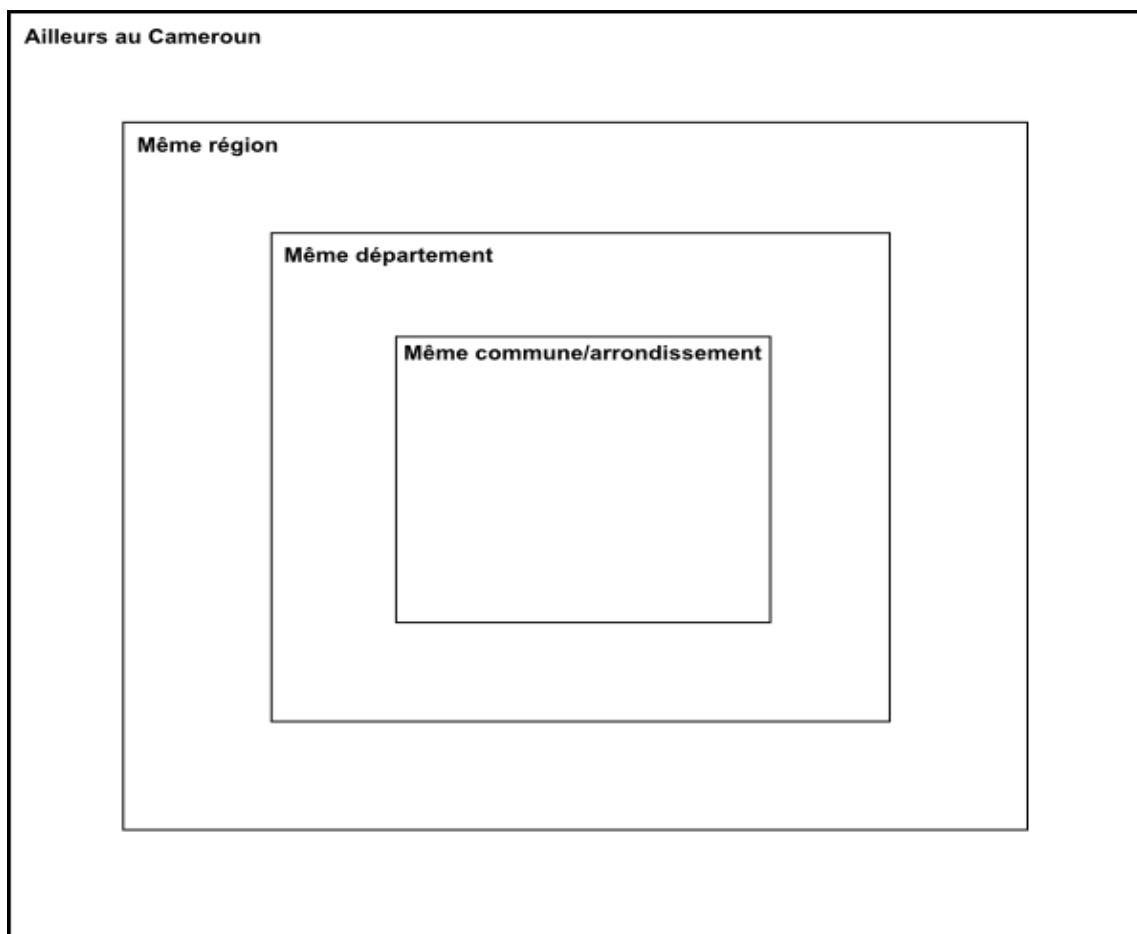 Ailleurs au Cameroun
Même région
Même département
Même commune/arrondissement